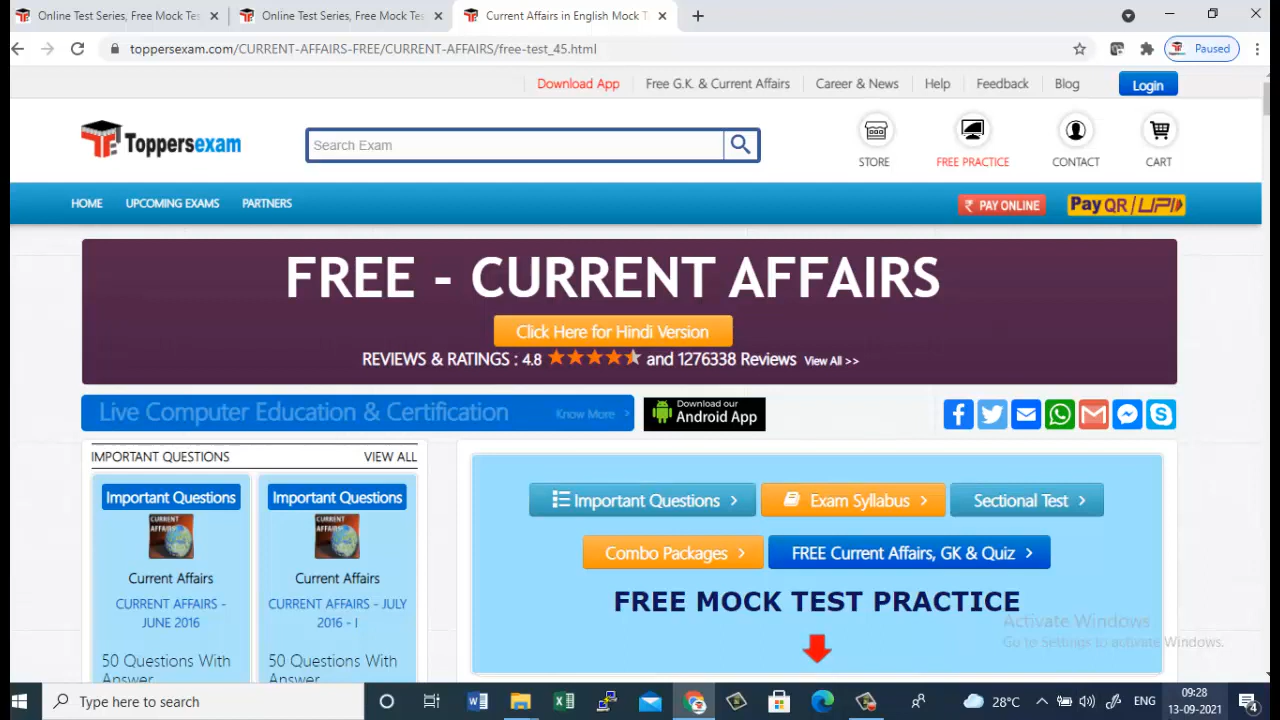 Online Test Series, Free Mock Te
Online Test Series, Free Mock Te
Current Affairs in English Mock T
toppersexam.com/CURRENT-AFFAIRS-FREE/CURRENT-AFFAIRS/free-test_45.html
Paused
Download App
Free G.K. & Current Affairs
Career & News
Help
Feedback
Blog
Login
Toppersexam
Search Exam
STORE
FREE PRACTICE
CONTACT
CART
HOME
UPCOMING EXAMS
PARTNERS
₹ PAY ONLINE
Pay QR/UPI
FREE - CURRENT AFFAIRS
Click Here for Hindi Version
REVIEWS & RATINGS : 4.8 and 1276338 Reviews View All >>
Live Computer Education & Certification
Know More >
Download our
Android App
IMPORTANT QUESTIONS
VIEW ALL
Important Questions
CURRENT AFFAIRS
Current Affairs
CURRENT AFFAIRS -
JUNE 2016
50 Questions With
Answer
Important Questions
CURRENT AFFAIRS
Current Affairs
CURRENT AFFAIRS - JULY
2016 - I
50 Questions With
Answer
Important Questions >
Exam Syllabus >
Sectional Test >
Combo Packages >
FREE Current Affairs, GK & Quiz >
FREE MOCK TEST PRACTICE
Activate Windows
Go to Settings to activate Windows.
Type here to search
28°C
ENG
09:28
13-09-2021
4